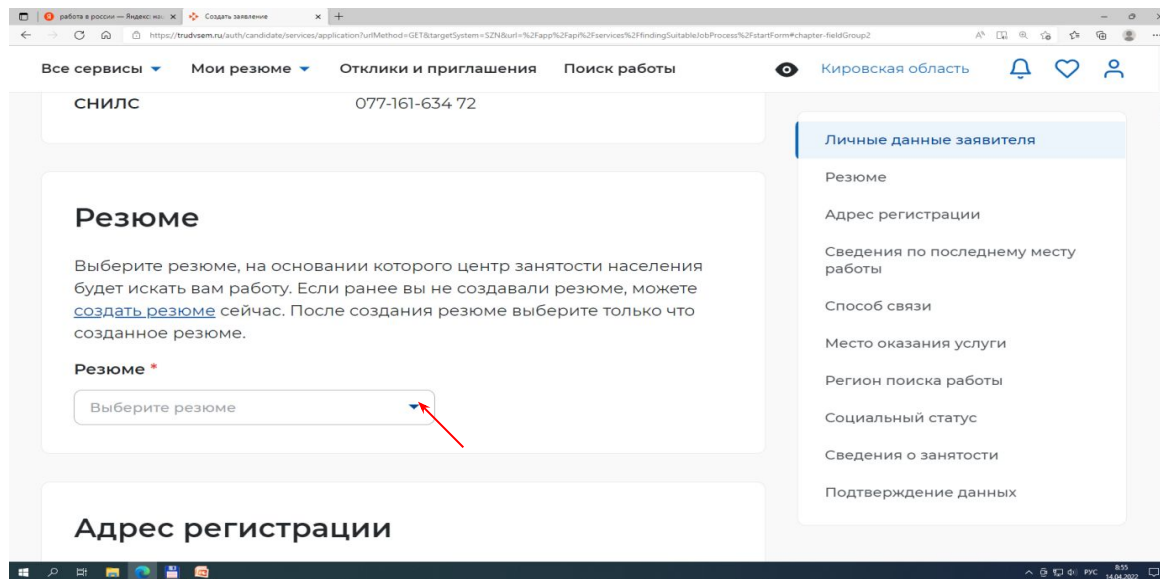 работа в россии — Яндекс: на
Создать заявление
https://trudvsem.ru/auth/candidate/services/application?urlMethod=GET&targetSystem=SZN&url=%2Fapp%2Fapi%2Fservices%2FfindingSuitableJobProcess%2FstartForm#chapter-fieldGroup2
Все сервисы Мои резюме Отклики и приглашения Поиск работы Кировская область
СНИЛС 077-161-634 72
Резюме
Выберите резюме, на основании которого центр занятости населения
будет искать вам работу. Если ранее вы не создавали резюме, можете
создать резюме сейчас. После создания резюме выберите только что
созданное резюме.
Резюме *
Выберите резюме
Адрес регистрации
Личные данные заявителя
Резюме
Адрес регистрации
Сведения по последнему месту
работы
Способ связи
Место оказания услуги
Регион поиска работы
Социальный статус
Сведения о занятости
Подтверждение данных
РУС
8:55
14.04.2022